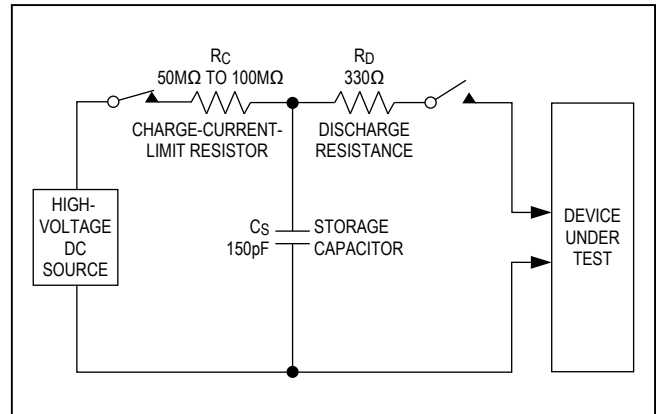 RC
50MΩ TO 100MΩ
CHARGE-CURRENT-
LIMIT RESISTOR
RD
330Ω
DISCHARGE
RESISTANCE
HIGH-
VOLTAGE
DC
SOURCE
CS
150pF
STORAGE
CAPACITOR
DEVICE
UNDER
TEST